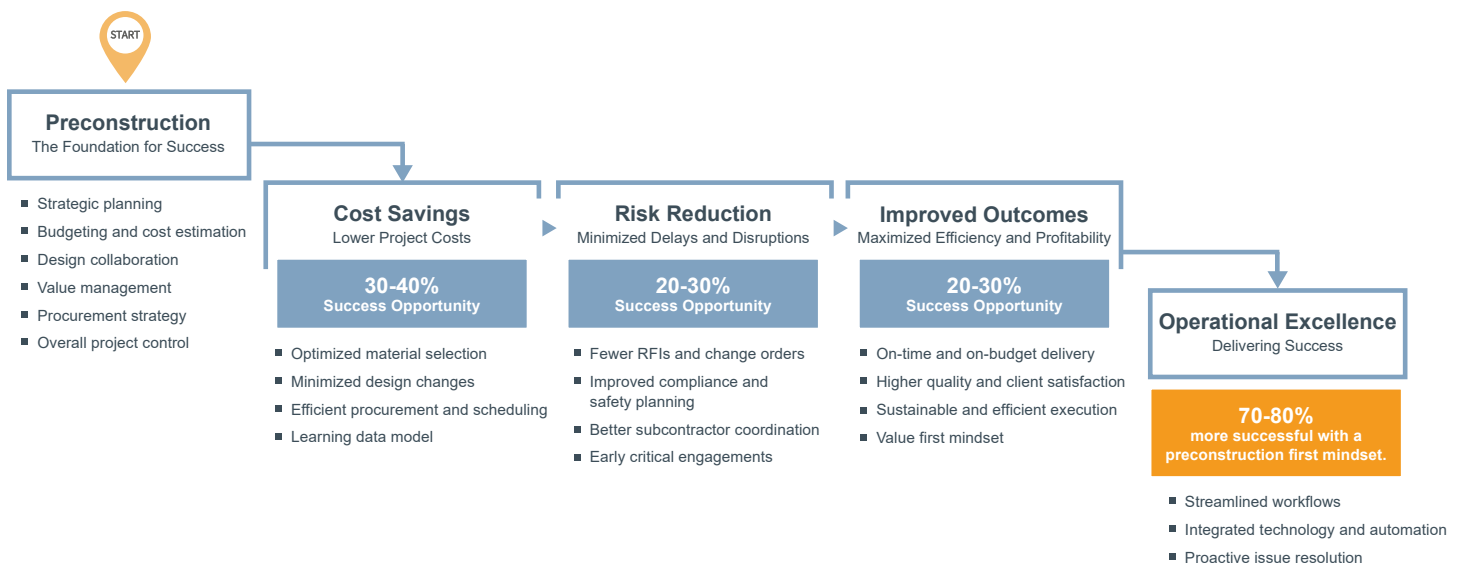 START
Preconstruction
The Foundation for Success
Strategic planning
Budgeting and cost estimation
Design collaboration
Value management
Procurement strategy
Overall project control
Cost Savings
Lower Project Costs
30-40%
Success Opportunity
Optimized material selection
Minimized design changes
Efficient procurement and scheduling
Learning data model
Risk Reduction
Minimized Delays and Disruptions
20-30%
Success Opportunity
Fewer RFIs and change orders
Improved compliance and
safety planning
Better subcontractor coordination
Early critical engagements
Improved Outcomes
Maximized Efficiency and Profitability
20-30%
Success Opportunity
On-time and on-budget delivery
Higher quality and client satisfaction
Sustainable and efficient execution
Value first mindset
Operational Excellence
Delivering Success
70-80%
more successful with a
preconstruction first mindset.
Streamlined workflows
Integrated technology and automation
Proactive issue resolution